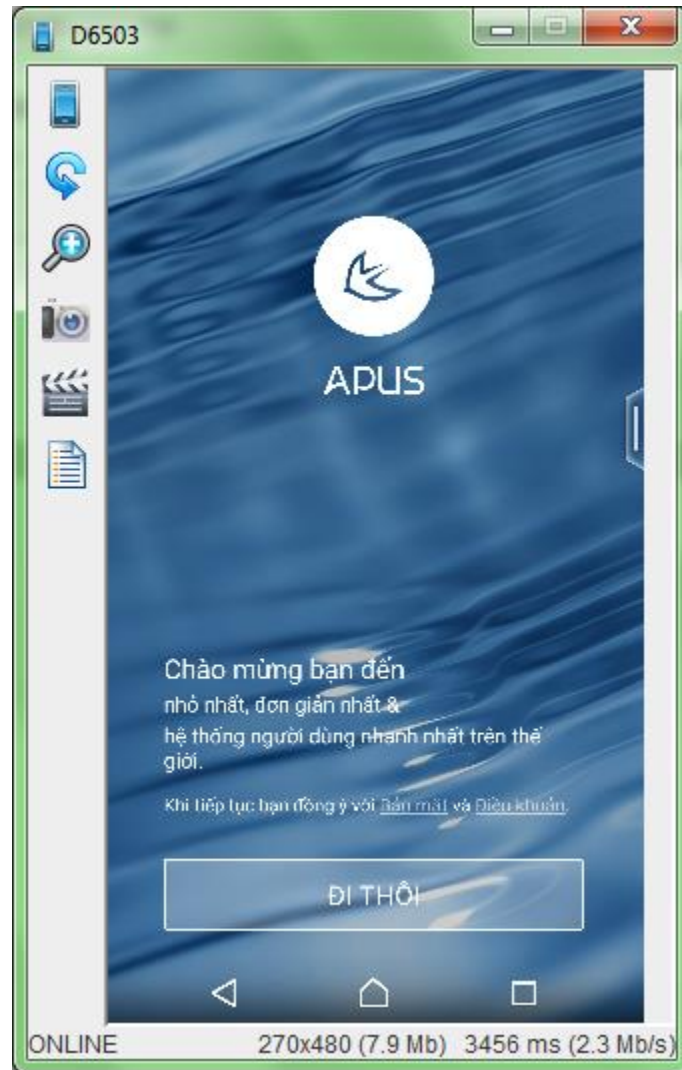 D6503
APUS
Chào mừng bạn đến
nhỏ nhất, đơn giản nhất &
hệ thống người dùng nhanh nhất trên thế
giới.
Khi tiếp tục bạn đồng ý với Bản mật và Điều khoản.
ĐI THÔI
ONLINE 270x480 (7.9 Mb) 3456 ms (2.3 Mb/s)